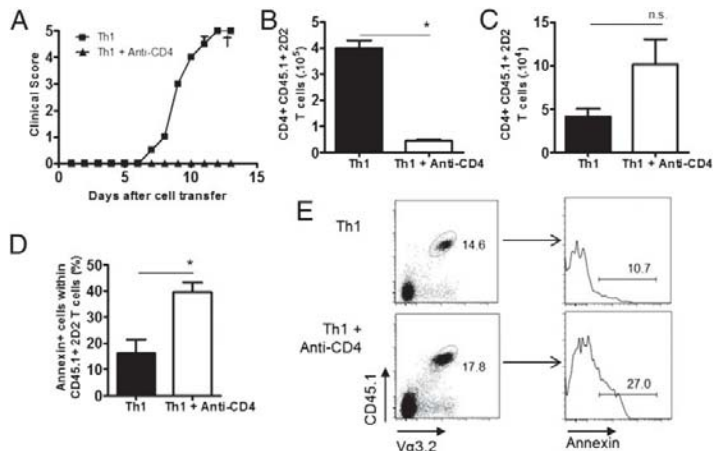 A
Th1
Th1 + Anti-CD4
Clinical Score
5
4
3
2
1
0
0
5
10
15
†
Days after cell transfer
B
*
CD4+ CD45.1+ 2D2
T cells (.10⁵)
5
4
3
2
1
0
Th1
Th1 + Anti-CD4
C
n.s.
CD4+ CD45.1+ 2D2
T cells (.10⁴)
15
10
5
0
Th1
Th1 + Anti-CD4
D
*
Annexin+ cells within
CD45.1+ 2D2 T cells (%)
50
40
30
20
10
0
Th1
Th1 + Anti-CD4
E
Th1
14.6
10.7
Th1 +
Anti-CD4
17.8
27.0
CD45.1
Vα3.2
Annexin